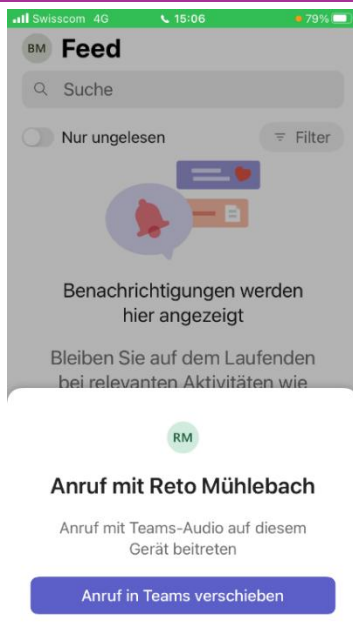 Swisscom 4G 15:06 79%
BM Feed
Suche
Nur ungelesen Filter
Benachrichtigungen werden
hier angezeigt
Bleiben Sie auf dem Laufenden
bei relevanten Aktivitäten wie
RM
Anruf mit Reto Mühlebach
Anruf mit Teams-Audio auf diesem
Gerät beitreten
Anruf in Teams verschieben